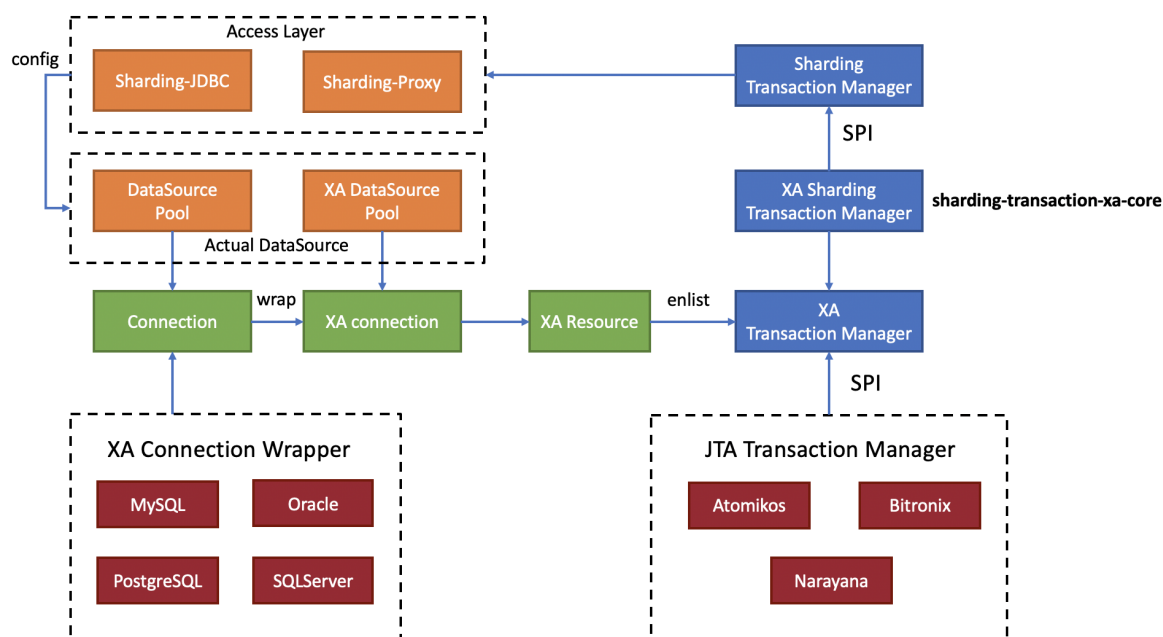 Access Layer
config
Sharding-JDBC
Sharding-Proxy
Sharding
Transaction Manager
SPI
DataSource
Pool
XA DataSource
Pool
Actual DataSource
XA Sharding
Transaction Manager
sharding-transaction-xa-core
Connection
wrap
XA connection
XA Resource
enlist
XA
Transaction Manager
SPI
XA Connection Wrapper
MySQL
Oracle
PostgreSQL
SQLServer
JTA Transaction Manager
Atomikos
Bitronix
Narayana